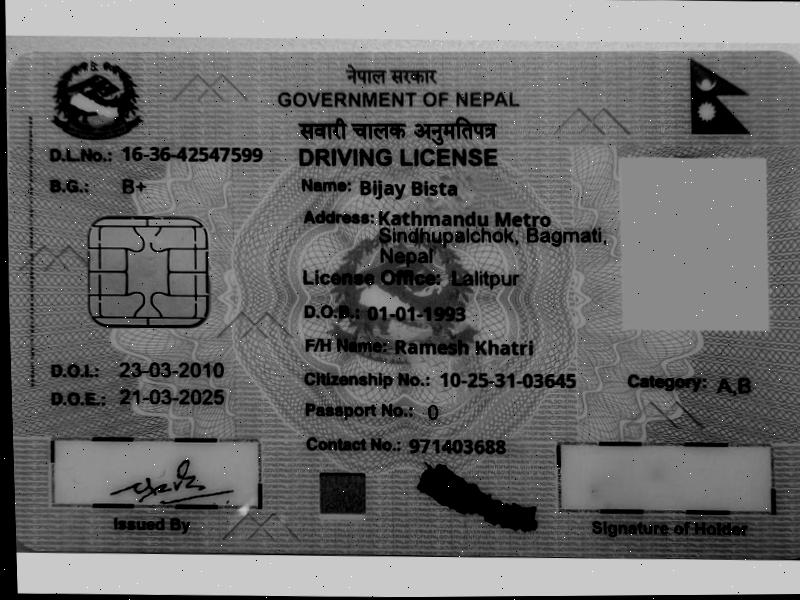 नेपाल सरकार
GOVERNMENT OF NEPAL
सवारी चालक अनुमतिपत्र
DRIVING LICENSE
D.L.No.: 16-36-42547599
B.G.: B+
Name: Bijay Bista
Address: Kathmandu Metro
Sindhupalchok, Bagmati,
Nepal
License Office: Lalitpur
D.O.B.: 01-01-1993
F/H Name: Ramesh Khatri
D.O.I.: 23-03-2010
Citizenship No.: 10-25-31-03645
Category: A,B
D.O.E.: 21-03-2025
Passport No.: 0
Contact No.: 971403688
Issued By
Signature of Holder